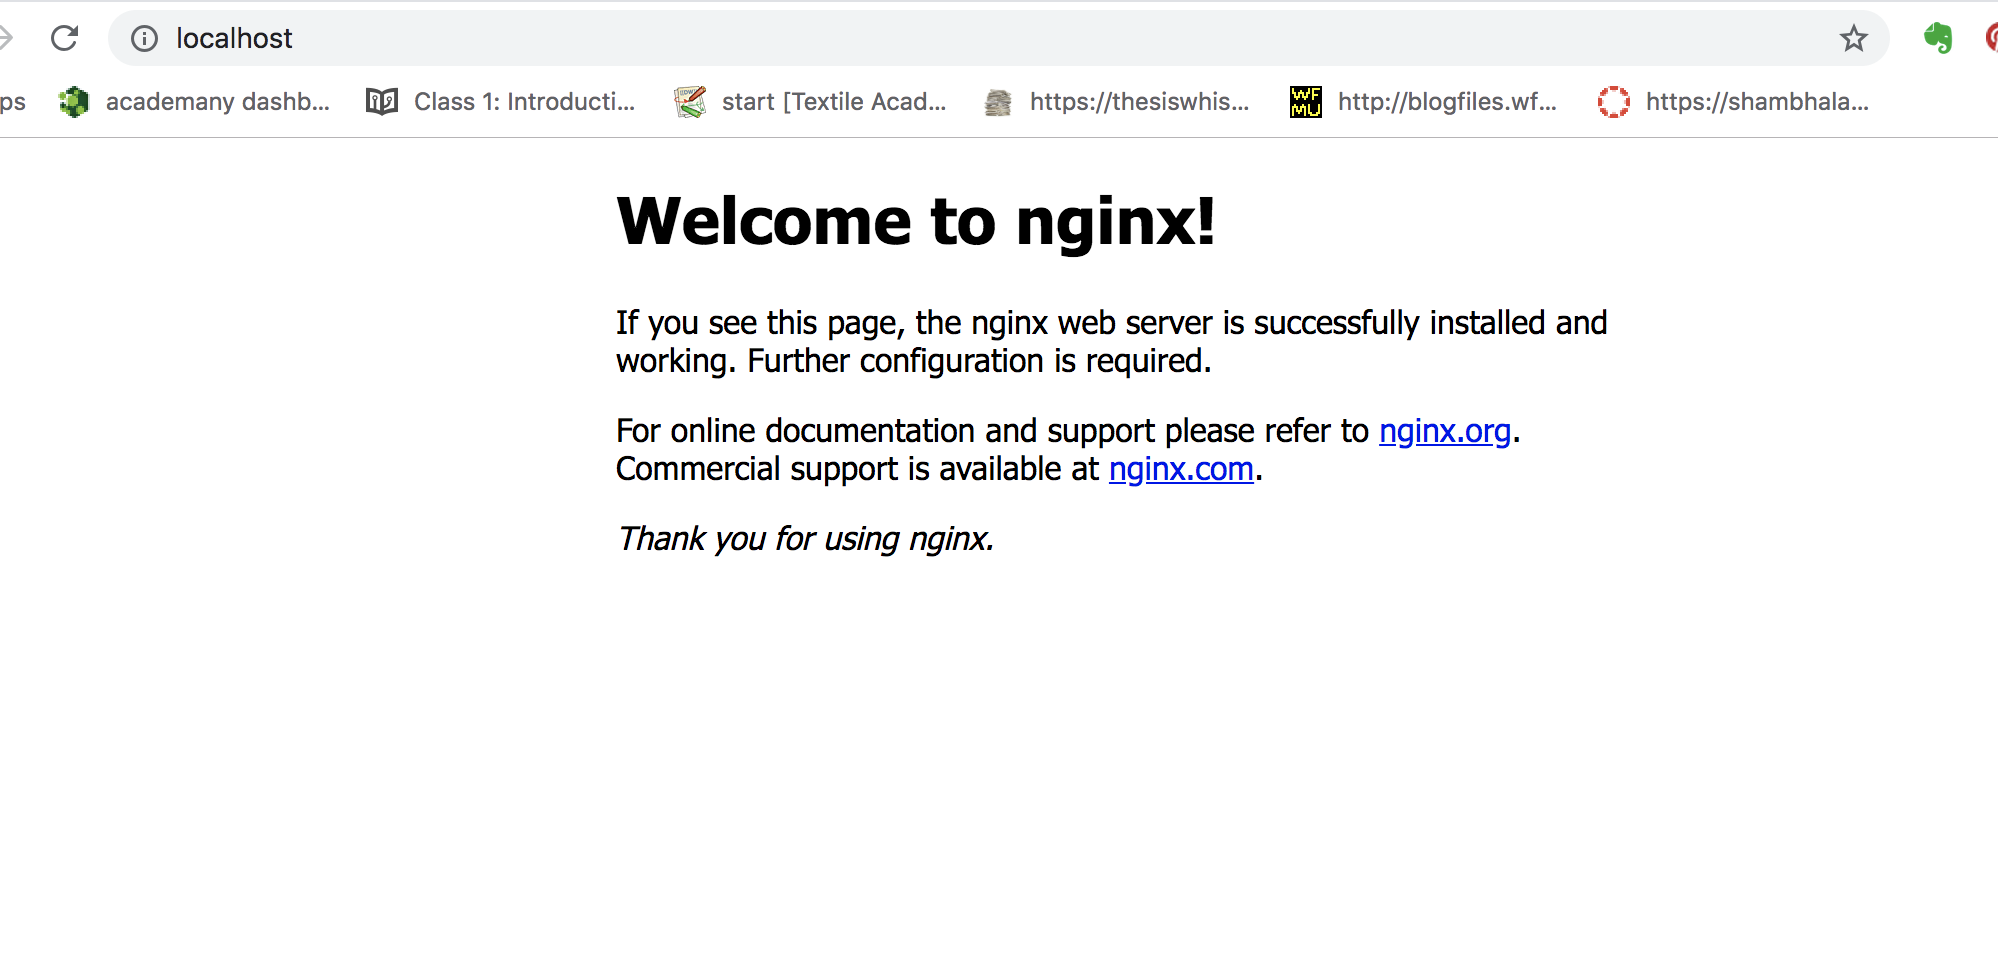 localhost
ps academany dashb... Class 1: Introducti... start [Textile Acad... https://thesiswhis... WF MU http://blogfiles.wf... https://shambhala...
Welcome to nginx!
If you see this page, the nginx web server is successfully installed and
working. Further configuration is required.
For online documentation and support please refer to nginx.org.
Commercial support is available at nginx.com.
Thank you for using nginx.